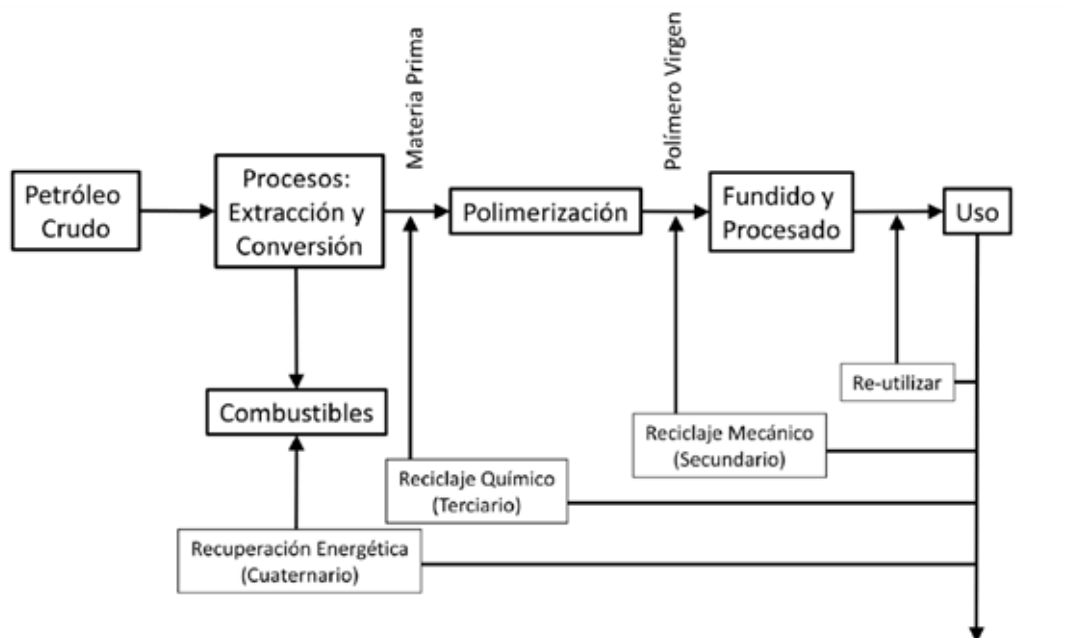 Materia Prima
Polímero Virgen
Petróleo
Crudo
Procesos:
Extracción y
Conversión
Polimerización
Fundido y
Procesado
Uso
Re-utilizar
Combustibles
Reciclaje Mecánico
(Secundario)
Reciclaje Químico
(Terciario)
Recuperación Energética
(Cuaternario)